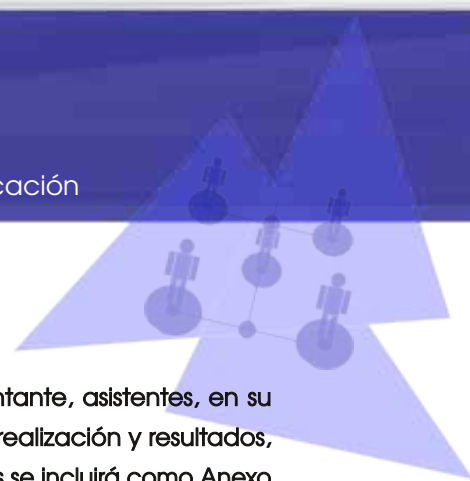 cación
ntante, asistentes, en su
realización y resultados,
s se incluirá como Anexo